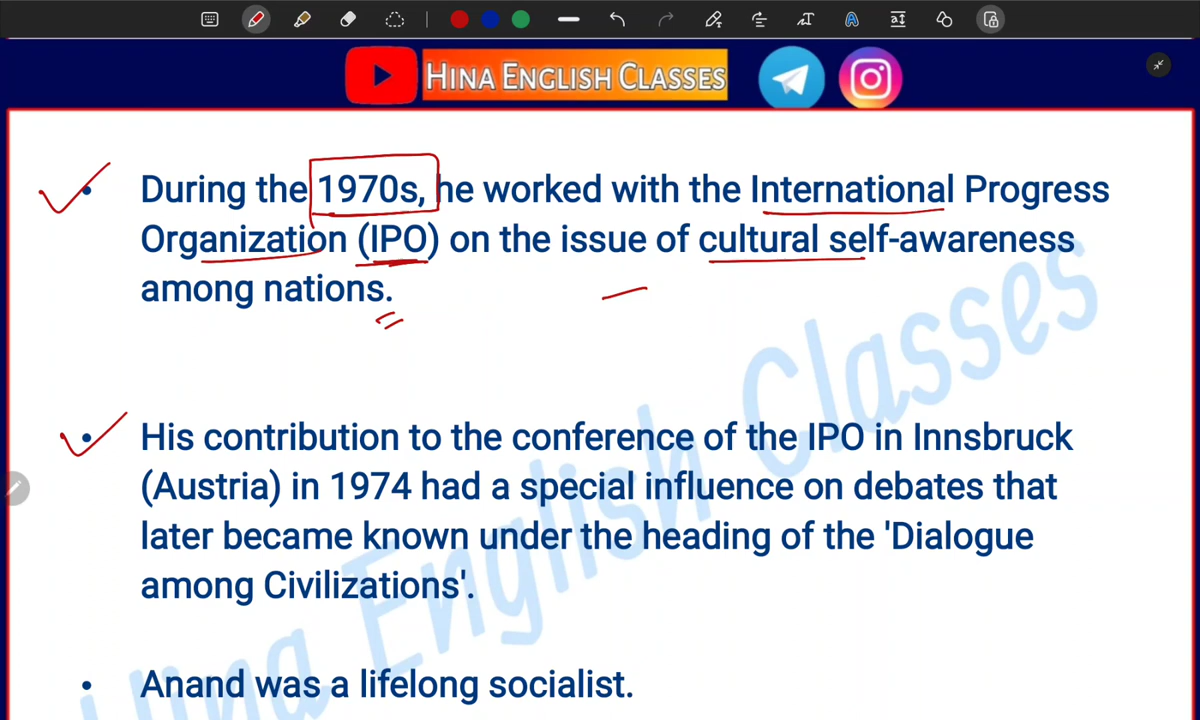 HINA ENGLISH CLASSES
• During the 1970s, he worked with the International Progress
Organization (IPO) on the issue of cultural self-awareness
among nations.
• His contribution to the conference of the IPO in Innsbruck
(Austria) in 1974 had a special influence on debates that
later became known under the heading of the 'Dialogue
among Civilizations'.
• Anand was a lifelong socialist.
Hina English Classes